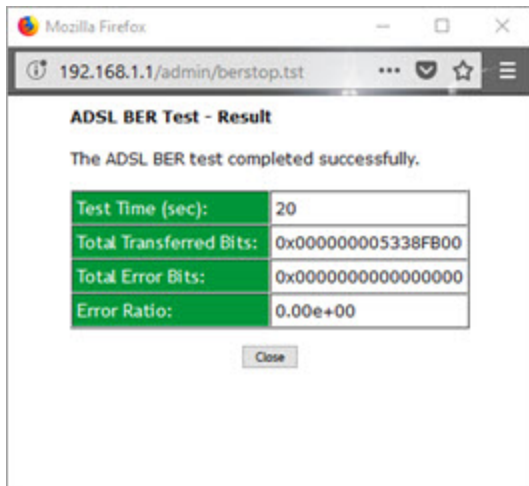 Mozilla Firefox
192.168.1.1/admin/berstop.tst
ADSL BER Test - Result
The ADSL BER test completed successfully.
Test Time (sec): 20
Total Transferred Bits: 0x000000005338FB00
Total Error Bits: 0x0000000000000000
Error Ratio: 0.00e+00
Close